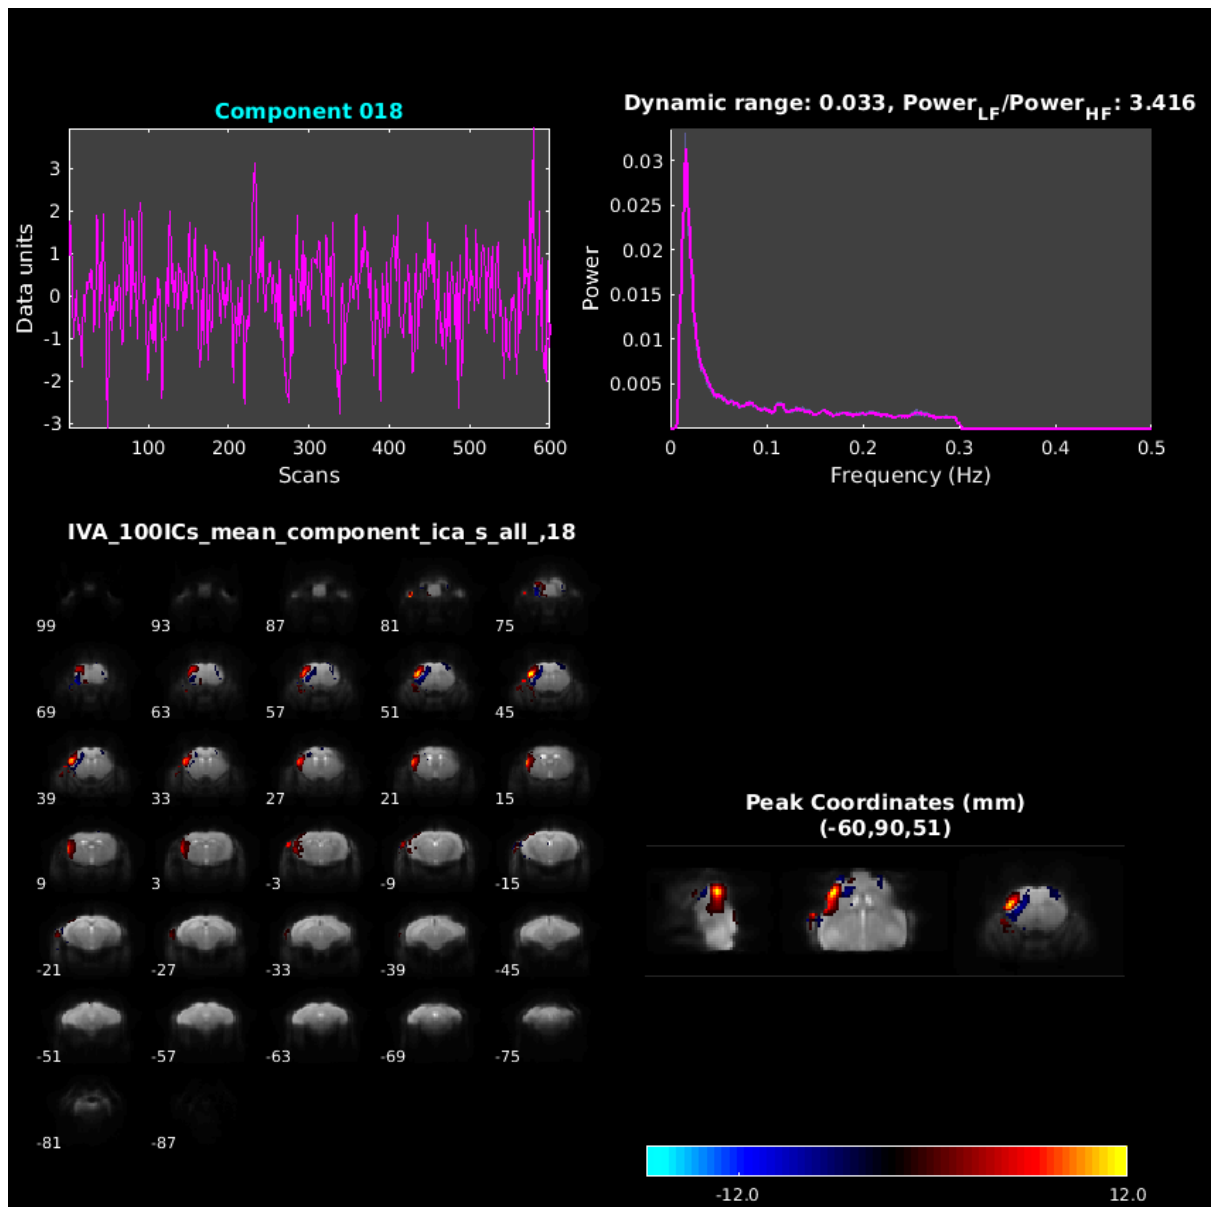 Component 018
3
2
1
0
-1
-2
-3
Data units
100 200 300 400 500 600
Scans
Dynamic range: 0.033, PowerLF/PowerHF: 3.416
0.03
0.025
0.02
0.015
0.01
0.005
Power
0 0.1 0.2 0.3 0.4 0.5
Frequency (Hz)
IVA_100ICs_mean_component_ica_s_all_,18
99 93 87 81 75
69 63 57 51 45
39 33 27 21 15
9 3 -3 -9 -15
-21 -27 -33 -39 -45
-51 -57 -63 -69 -75
-81 -87
Peak Coordinates (mm)
(-60,90,51)
-12.0 12.0